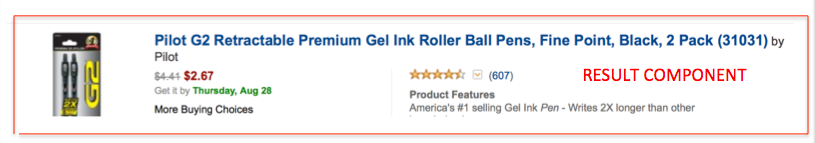 Pilot G2 Retractable Premium Gel Ink Roller Ball Pens, Fine Point, Black, 2 Pack (31031) by
Pilot
$4.41 $2.67
Get it by Thursday, Aug 28
More Buying Choices
(607)
Product Features
America's #1 selling Gel Ink Pen - Writes 2X longer than other
RESULT COMPONENT
G2
2X